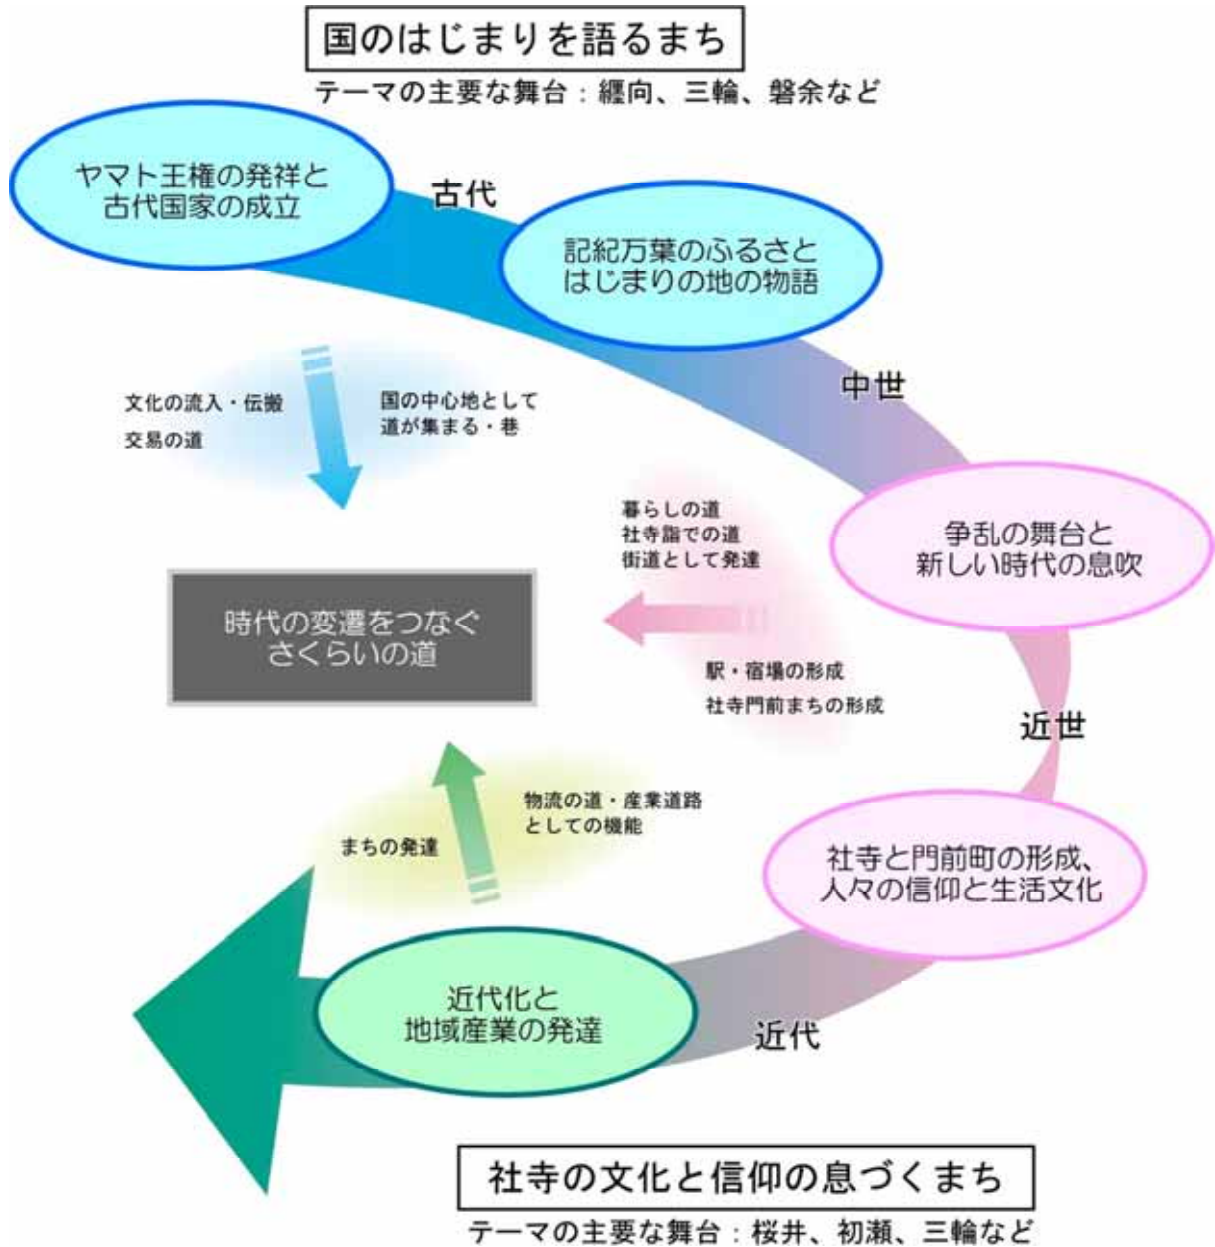 国のはじまりを語るまち
テーマの主要な舞台：纒向、三輪、磐余など
ヤマト王権の発祥と
古代国家の成立
古代
記紀万葉のふるさと
はじまりの地の物語
中世
文化の流入・伝搬
交易の道
国の中心地として
道が集まる・巷
争乱の舞台と
新しい時代の息吹
暮らしの道
社寺詣での道
街道として発達
駅・宿場の形成
社寺門前まちの形成
時代の変遷をつなぐ
さくらいの道
近世
社寺と門前町の形成、
人々の信仰と生活文化
物流の道・産業道路
としての機能
まちの発達
近代化と
地域産業の発達
近代
社寺の文化と信仰の息づくまち
テーマの主要な舞台：桜井、初瀬、三輪など